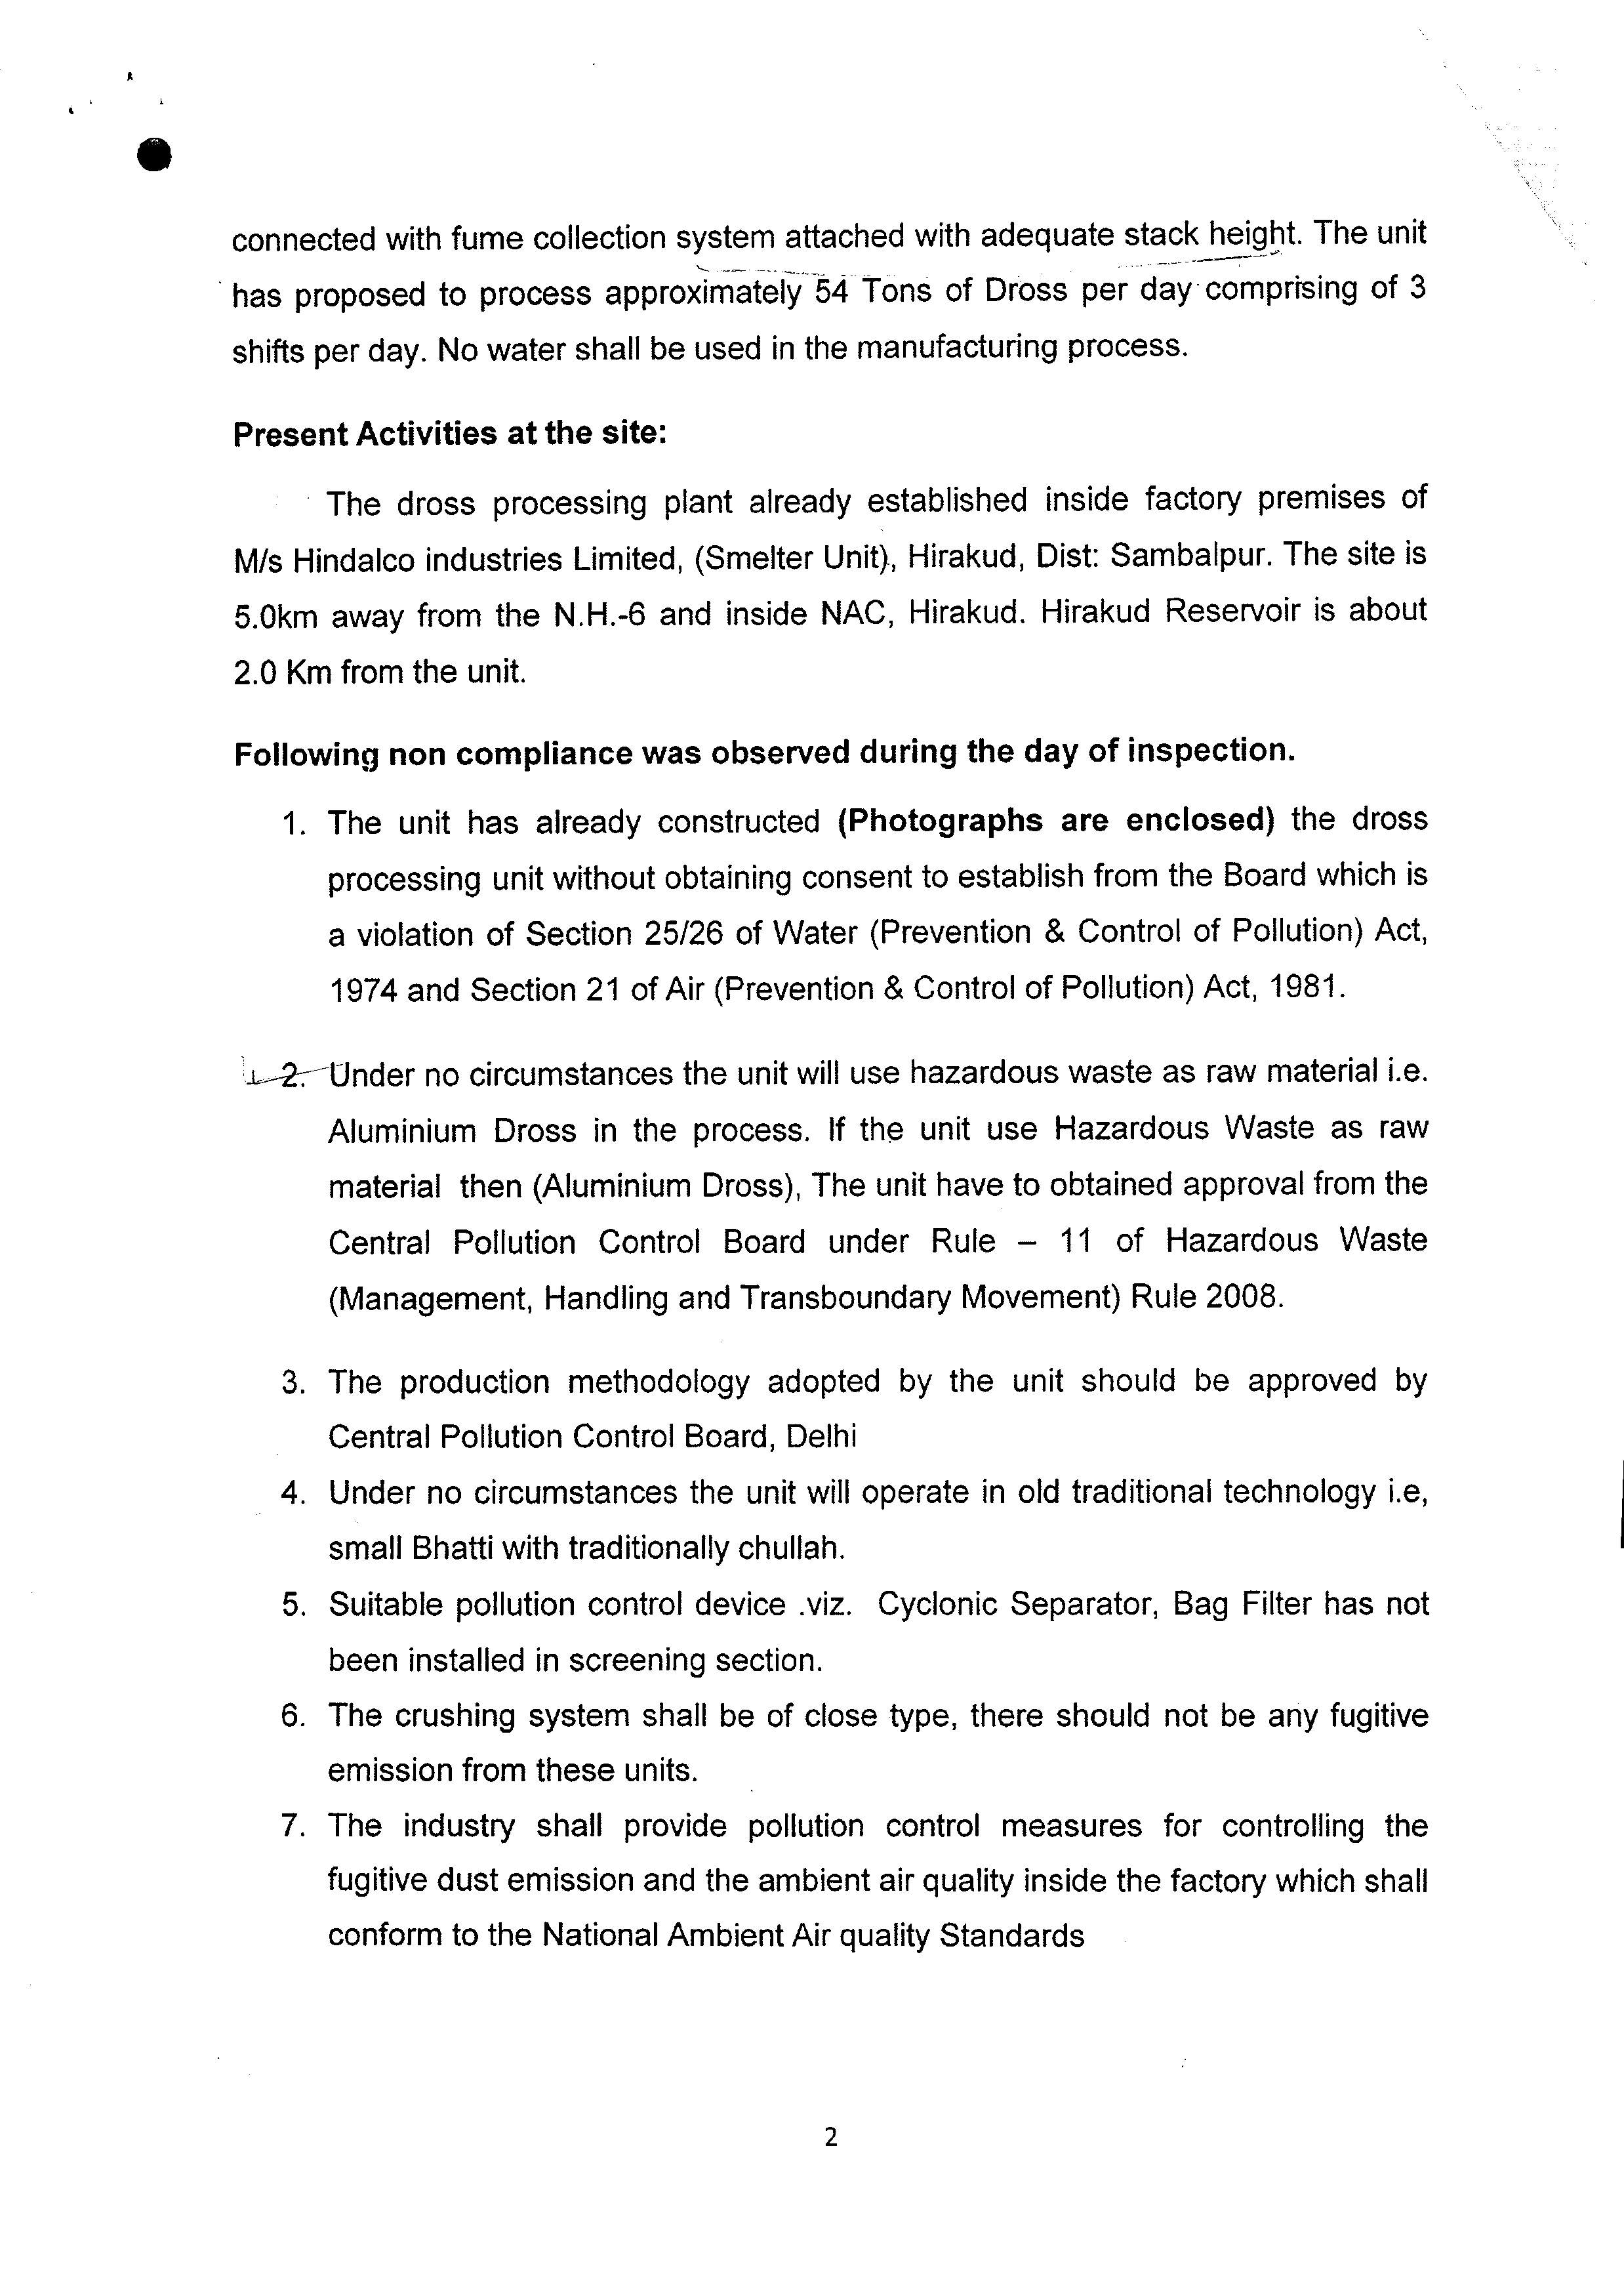 connected with fume collection system attached with adequate stack height. The unit
has proposed to process approximately 54 Tons of Dross per day comprising of 3
shifts per day. No water shall be used in the manufacturing process.
Present Activities at the site:
The dross processing plant already established inside factory premises of
M/s Hindalco industries Limited, (Smelter Unit), Hirakud, Dist: Sambalpur. The site is
5.0km away from the N.H.-6 and inside NAC, Hirakud. Hirakud Reservoir is about
2.0 Km from the unit.
Following non compliance was observed during the day of inspection.
1. The unit has already constructed (Photographs are enclosed) the dross
processing unit without obtaining consent to establish from the Board which is
a violation of Section 25/26 of Water (Prevention & Control of Pollution) Act,
1974 and Section 21 of Air (Prevention & Control of Pollution) Act, 1981.
2. Under no circumstances the unit will use hazardous waste as raw material i.e.
Aluminium Dross in the process. If the unit use Hazardous Waste as raw
material then (Aluminium Dross), The unit have to obtained approval from the
Central Pollution Control Board under Rule – 11 of Hazardous Waste
(Management, Handling and Transboundary Movement) Rule 2008.
3. The production methodology adopted by the unit should be approved by
Central Pollution Control Board, Delhi
4. Under no circumstances the unit will operate in old traditional technology i.e,
small Bhatti with traditionally chullah.
5. Suitable pollution control device .viz. Cyclonic Separator, Bag Filter has not
been installed in screening section.
6. The crushing system shall be of close type, there should not be any fugitive
emission from these units.
7. The industry shall provide pollution control measures for controlling the
fugitive dust emission and the ambient air quality inside the factory which shall
conform to the National Ambient Air quality Standards
2